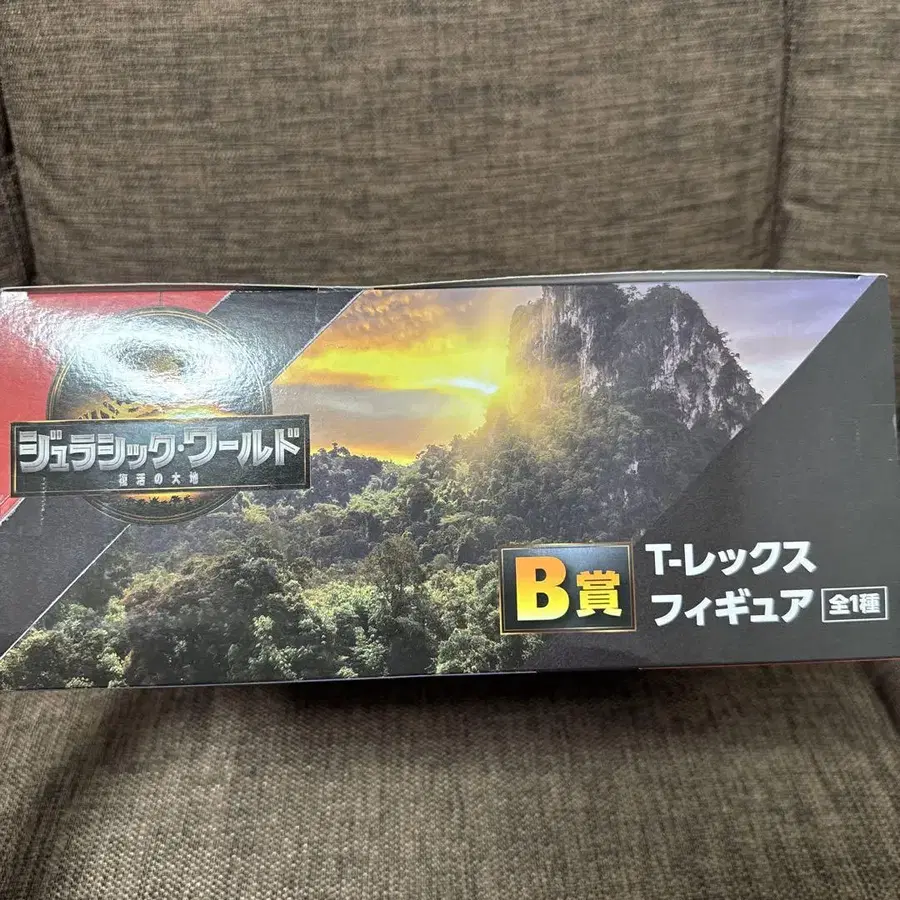 ジュラシック・ワールド
復活の大地
B賞
T-レックス
フィギュア 全1種